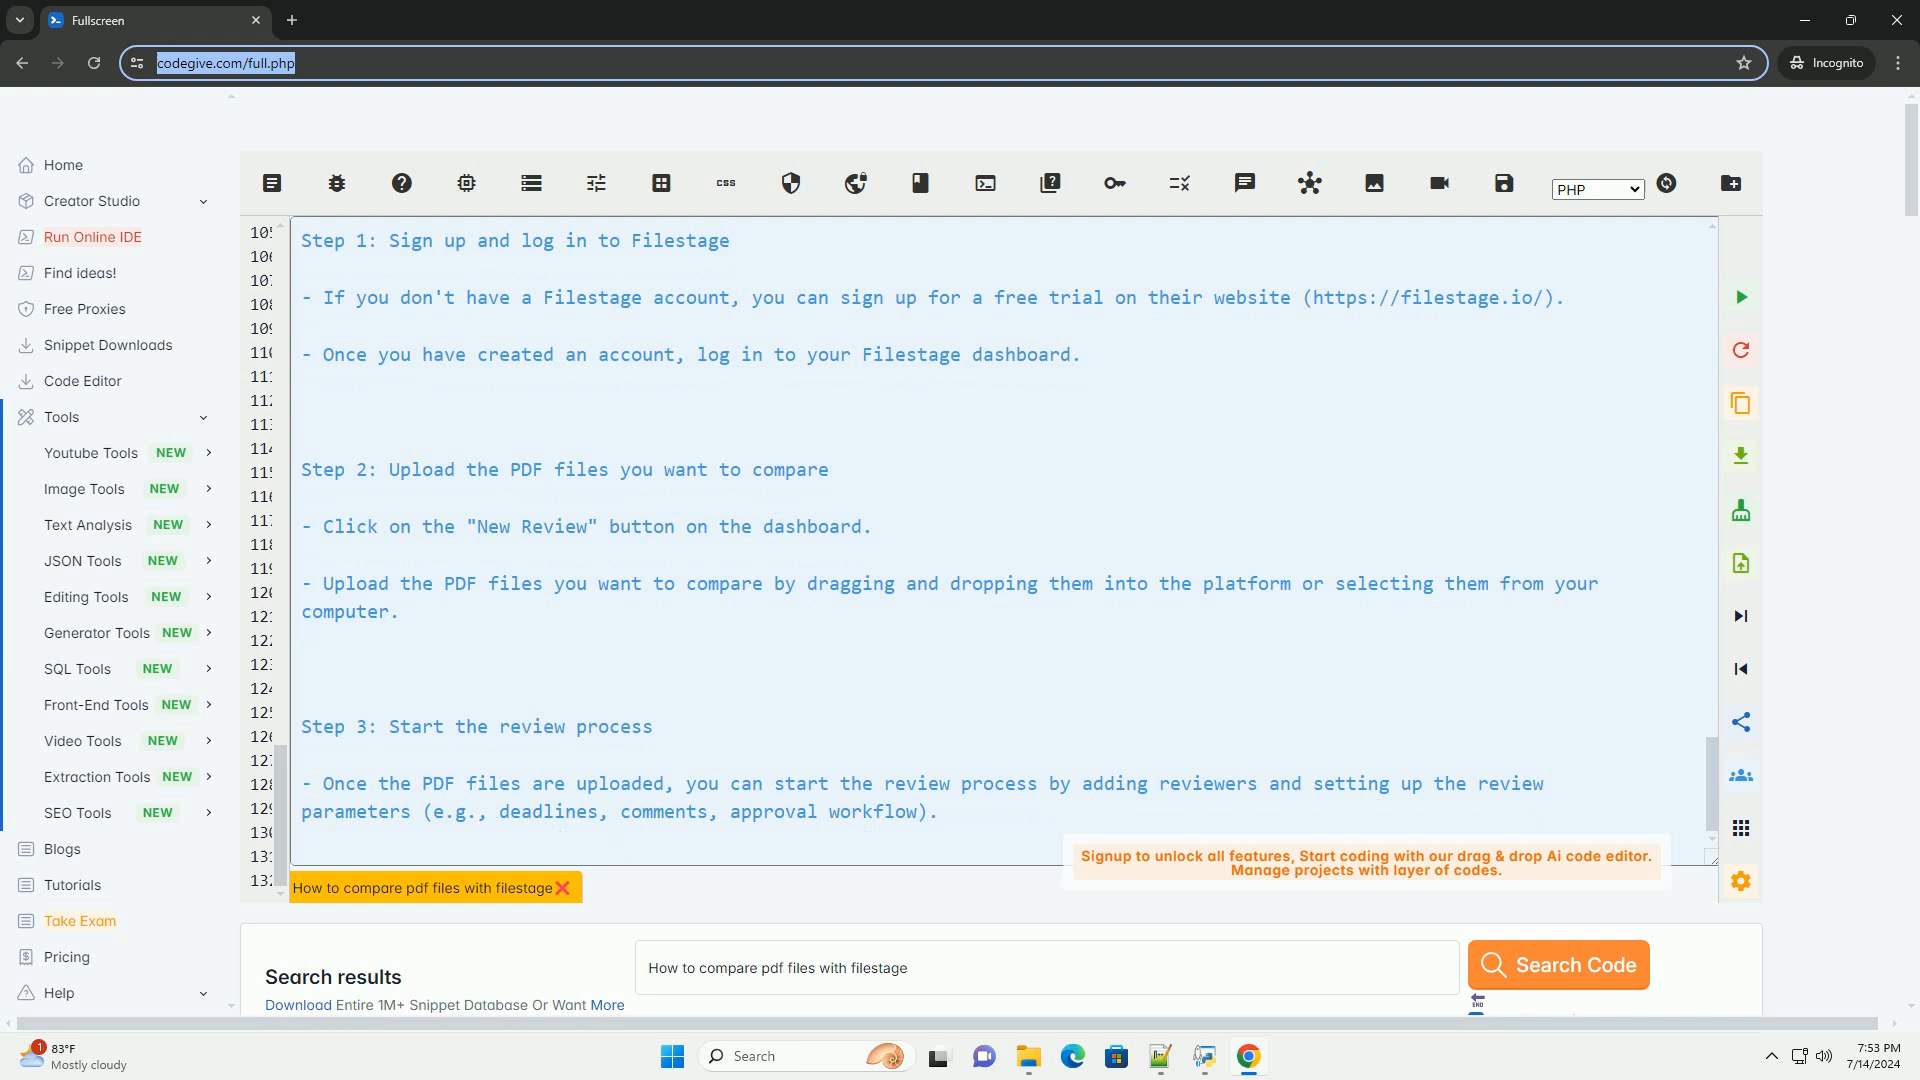 Fullscreen
codegive.com/full.php
Incognito
Home
Creator Studio
Run Online IDE
Find ideas!
Free Proxies
Snippet Downloads
Code Editor
Tools
Youtube Tools NEW
Image Tools NEW
Text Analysis NEW
JSON Tools NEW
Editing Tools NEW
Generator Tools NEW
SQL Tools NEW
Front-End Tools NEW
Video Tools NEW
Extraction Tools NEW
SEO Tools NEW
Blogs
Tutorials
Take Exam
Pricing
Help
CSS
PHP
Step 1: Sign up and log in to Filestage
- If you don't have a Filestage account, you can sign up for a free trial on their website (https://filestage.io/).
- Once you have created an account, log in to your Filestage dashboard.
Step 2: Upload the PDF files you want to compare
- Click on the "New Review" button on the dashboard.
- Upload the PDF files you want to compare by dragging and dropping them into the platform or selecting them from your
computer.
Step 3: Start the review process
- Once the PDF files are uploaded, you can start the review process by adding reviewers and setting up the review
parameters (e.g., deadlines, comments, approval workflow).
Signup to unlock all features, Start coding with our drag & drop Ai code editor.
Manage projects with layer of codes.
How to compare pdf files with filestage
Search results
Download Entire 1M+ Snippet Database Or Want More
How to compare pdf files with filestage
Search Code
END
1
83°F
Mostly cloudy
Search
7:53 PM
7/14/2024